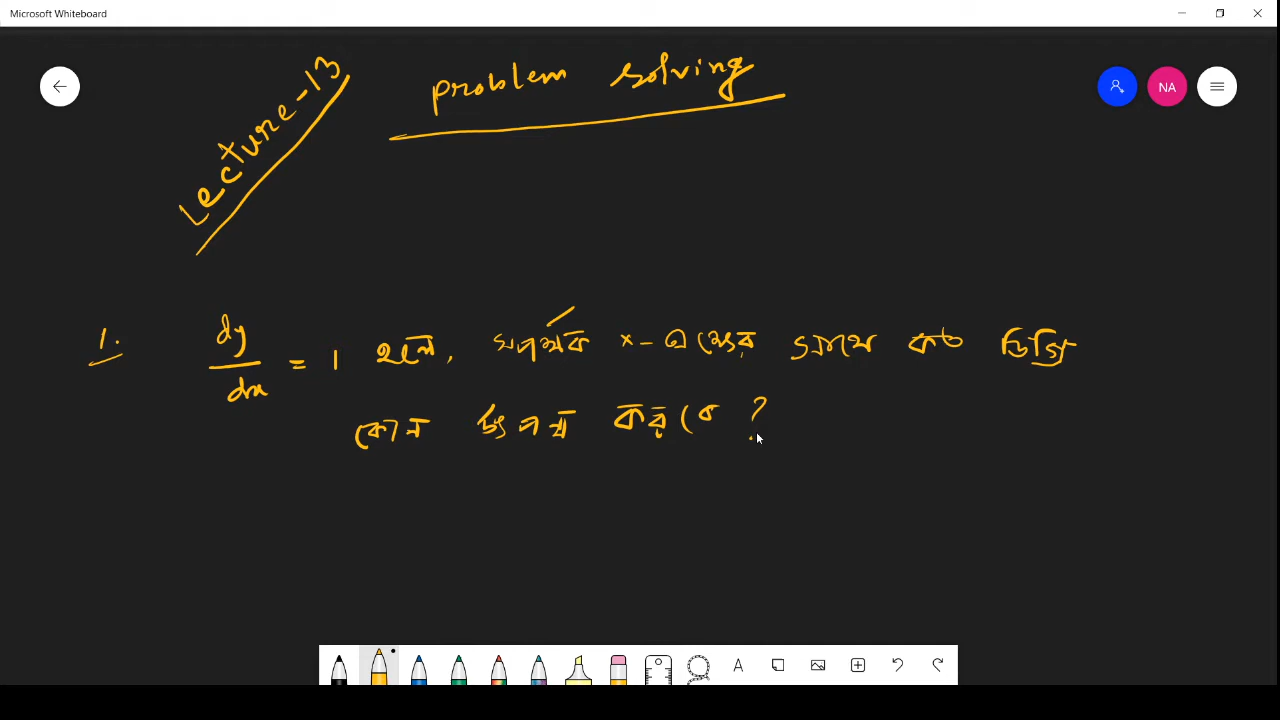 Microsoft Whiteboard
Lecture-13
problem solving
NA
1. dy/dx = 1 হলে, স্পর্শক x-অক্ষের সাথে কত ডিগ্রি
কোন উৎপন্ন করবে ?